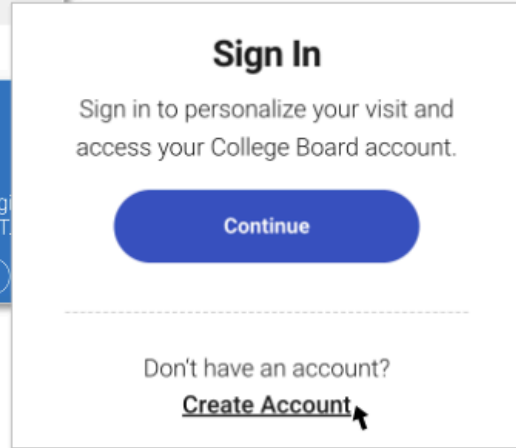 Sign In
Sign in to personalize your visit and
access your College Board account.
Continue
Don't have an account?
Create Account